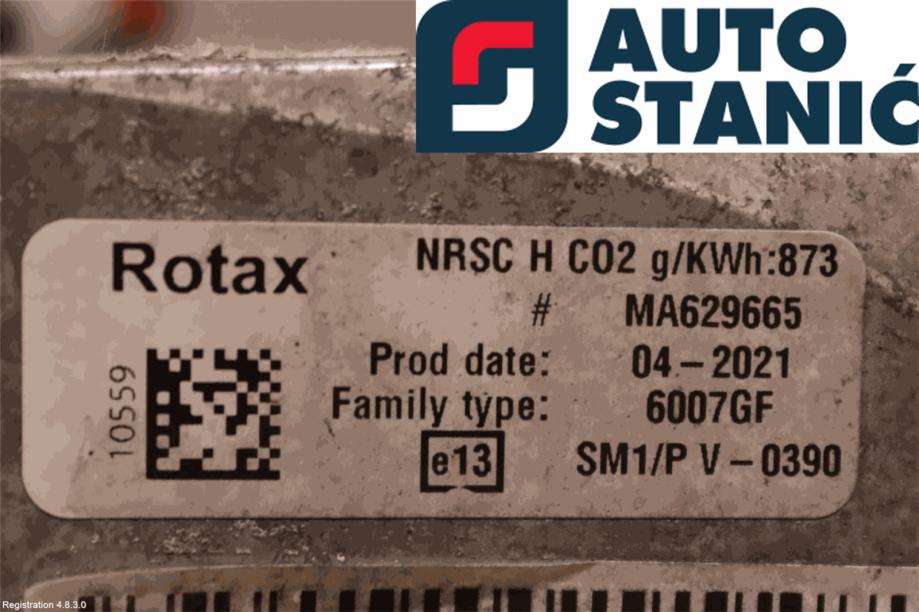 AUTO
STANIĆ
Rotax
NRSC H CO2 g/KWh:873
# MA629665
Prod date: 04-2021
Family type: 6007GF
e13 SM1/P V-0390
10559
Registration 4.8.3.0